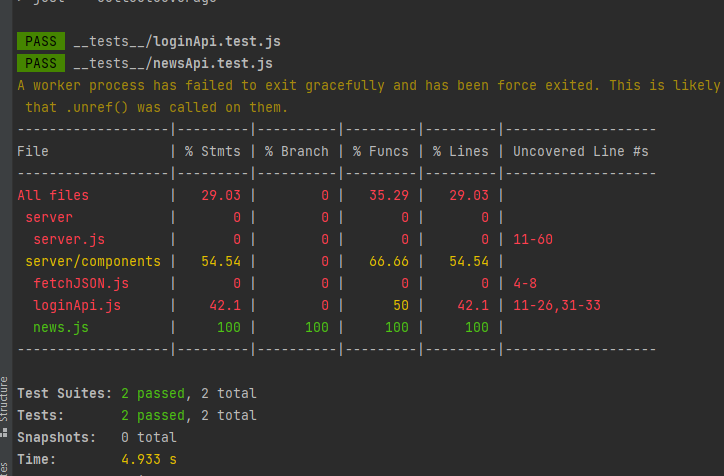 PASS __tests__/loginApi.test.js
PASS __tests__/newsApi.test.js
A worker process has failed to exit gracefully and has been force exited. This is likely
that .unref() was called on them.
-------------------|---------|----------|---------|---------|-------------------
File | % Stmts | % Branch | % Funcs | % Lines | Uncovered Line #s
-------------------|---------|----------|---------|---------|-------------------
All files | 29.03 | 0 | 35.29 | 29.03 |
server | 0 | 0 | 0 | 0 |
server.js | 0 | 0 | 0 | 0 | 11-60
server/components | 54.54 | 0 | 66.66 | 54.54 |
fetchJSON.js | 0 | 0 | 0 | 0 | 4-8
loginApi.js | 42.1 | 0 | 50 | 42.1 | 11-26,31-33
news.js | 100 | 100 | 100 | 100 |
-------------------|---------|----------|---------|---------|-------------------
Test Suites: 2 passed, 2 total
Tests: 2 passed, 2 total
Snapshots: 0 total
Time: 4.933 s
Structure